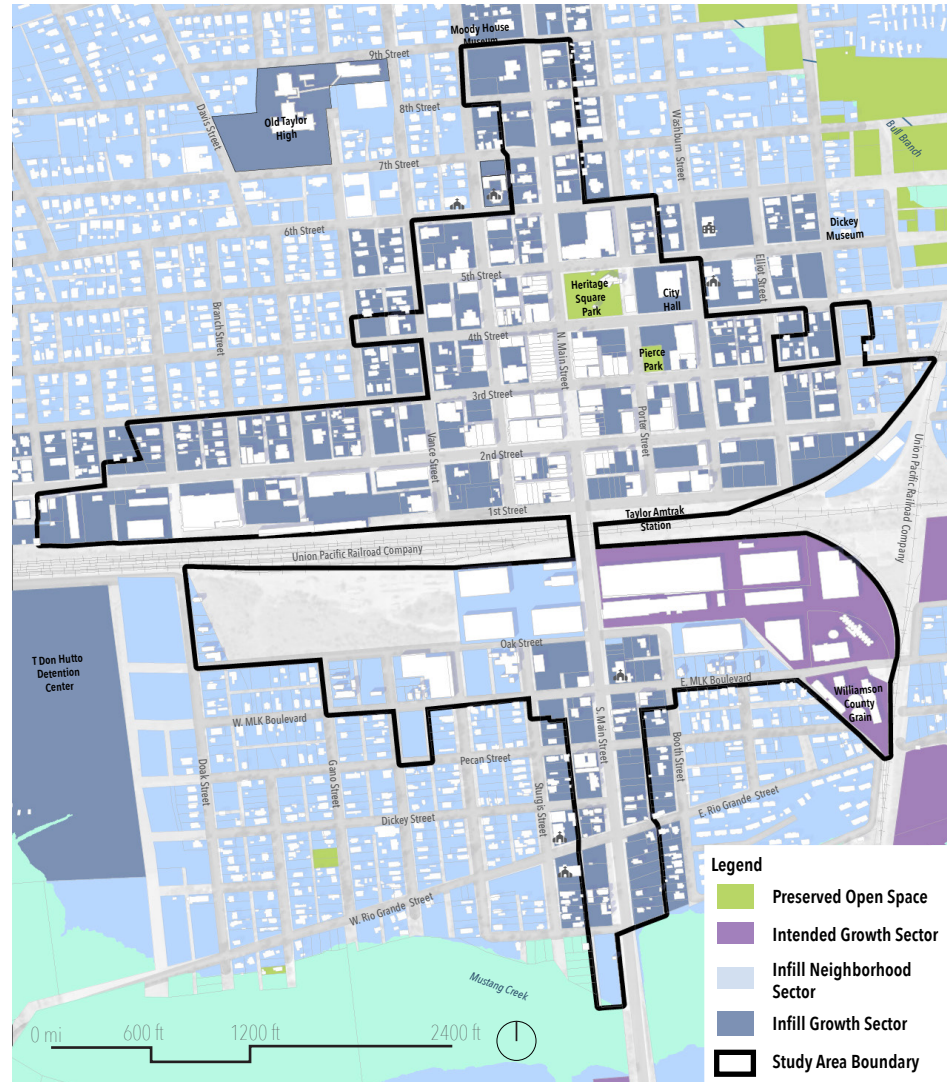 Moody House
Museum
9th Street
Davis Street
8th Street
Old Taylor
High
Washburn Street
Bull Branch
7th Street
6th Street
Dickey
Museum
Elliot Street
5th Street
Heritage
Square
Park
City
Hall
Branch Street
4th Street
N. Main Street
Pierce
Park
3rd Street
Porter Street
Vance Street
2nd Street
Union Pacific Railroad Company
1st Street
Taylor Amtrak
Station
Union Pacific Railroad Company
Oak Street
T Don Hutto
Detention
Center
E. MLK Boulevard
Williamson
County
Grain
W. MLK Boulevard
S. Main Street
Booth Street
Pecan Street
Doak Street
Gano Street
Sturgis Street
Dickey Street
E. Rio Grande Street
W. Rio Grande Street
Mustang Creek
Legend
Preserved Open Space
Intended Growth Sector
Infill Neighborhood
Sector
Infill Growth Sector
Study Area Boundary
0 mi
600 ft
1200 ft
2400 ft